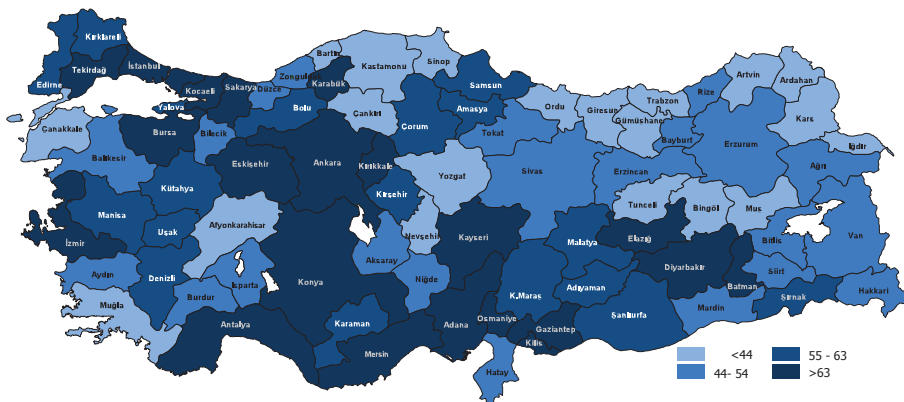 Kırklareli
Edirne
Tekirdağ
İstanbul
Kocaeli
Yalova
Sakarya
Düzce
Zonguldak
Bartın
Karabük
Kastamonu
Sinop
Samsun
Bolu
Çankırı
Çorum
Amasya
Tokat
Ordu
Giresun
Trabzon
Gümüşhane
Rize
Artvin
Ardahan
Kars
Iğdır
Bayburt
Erzurum
Ağrı
Çanakkale
Balıkesir
Bursa
Bilecik
Eskişehir
Ankara
Kırıkkale
Kırşehir
Yozgat
Sivas
Erzincan
Tunceli
Bingöl
Muş
Bitlis
Van
Manisa
Kütahya
Uşak
Afyonkarahisar
İzmir
Aydın
Denizli
Muğla
Burdur
Isparta
Antalya
Konya
Aksaray
Nevşehir
Niğde
Kayseri
Karaman
Mersin
Adana
Osmaniye
K.Maraş
Malatya
Elazığ
Adıyaman
Diyarbakır
Batman
Siirt
Şırnak
Hakkari
Mardin
Şanlıurfa
Gaziantep
Kilis
Hatay
<44
44- 54
55 - 63
>63